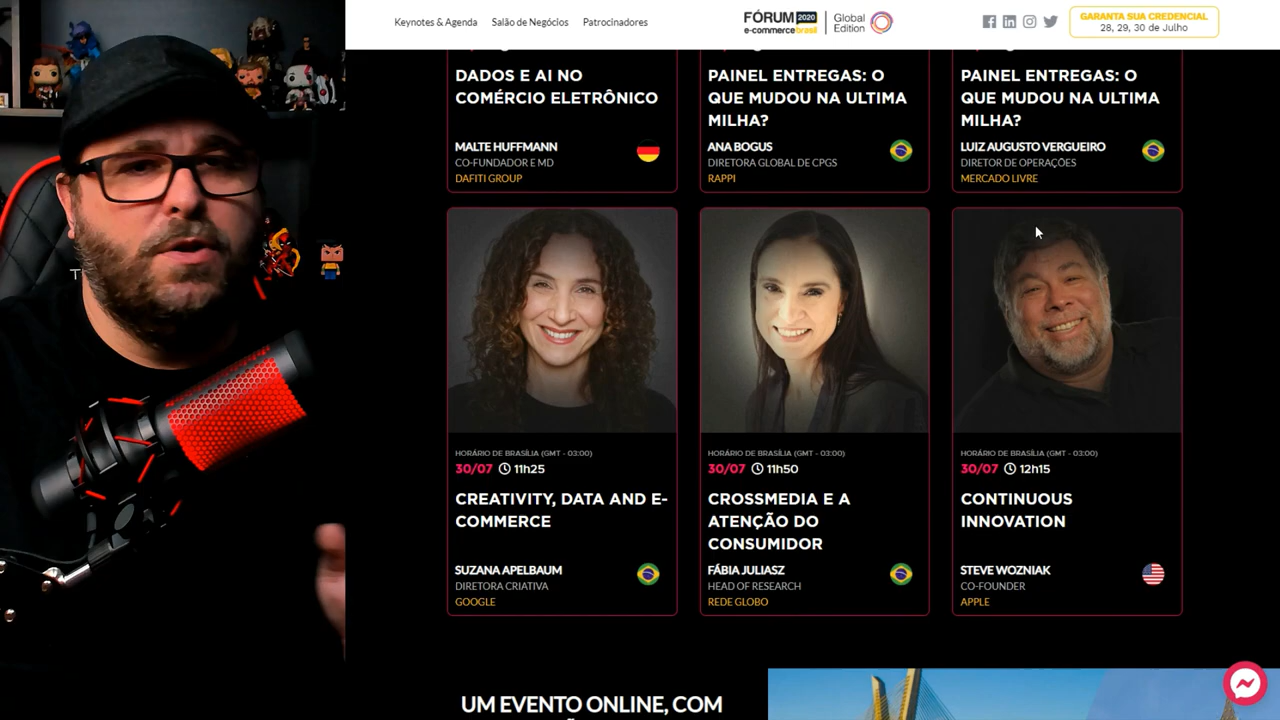 Keynotes & Agenda
Salão de Negócios
Patrocinadores
FÓRUM 2020
e-commercebrasil
Global
Edition
GARANTA SUA CREDENCIAL
28, 29, 30 de Julho
DADOS E AI NO
COMÉRCIO ELETRÔNICO
MALTE HUFFMANN
CO-FUNDADOR E MD
DAFITI GROUP
PAINEL ENTREGAS: O
QUE MUDOU NA ULTIMA
MILHA?
ANA BOGUS
DIRETORA GLOBAL DE CPGS
RAPPI
PAINEL ENTREGAS: O
QUE MUDOU NA ULTIMA
MILHA?
LUIZ AUGUSTO VERGUEIRO
DIRETOR DE OPERAÇÕES
MERCADO LIVRE
HORÁRIO DE BRASÍLIA (GMT - 03:00)
30/07 11h25
CREATIVITY, DATA AND E-
COMMERCE
SUZANA APELBAUM
DIRETORA CRIATIVA
GOOGLE
HORÁRIO DE BRASÍLIA (GMT - 03:00)
30/07 11h50
CROSSMEDIA E A
ATENÇÃO DO
CONSUMIDOR
FÁBIA JULIASZ
HEAD OF RESEARCH
REDE GLOBO
HORÁRIO DE BRASÍLIA (GMT - 03:00)
30/07 12h15
CONTINUOUS
INNOVATION
STEVE WOZNIAK
CO-FOUNDER
APPLE
UM EVENTO ONLINE, COM